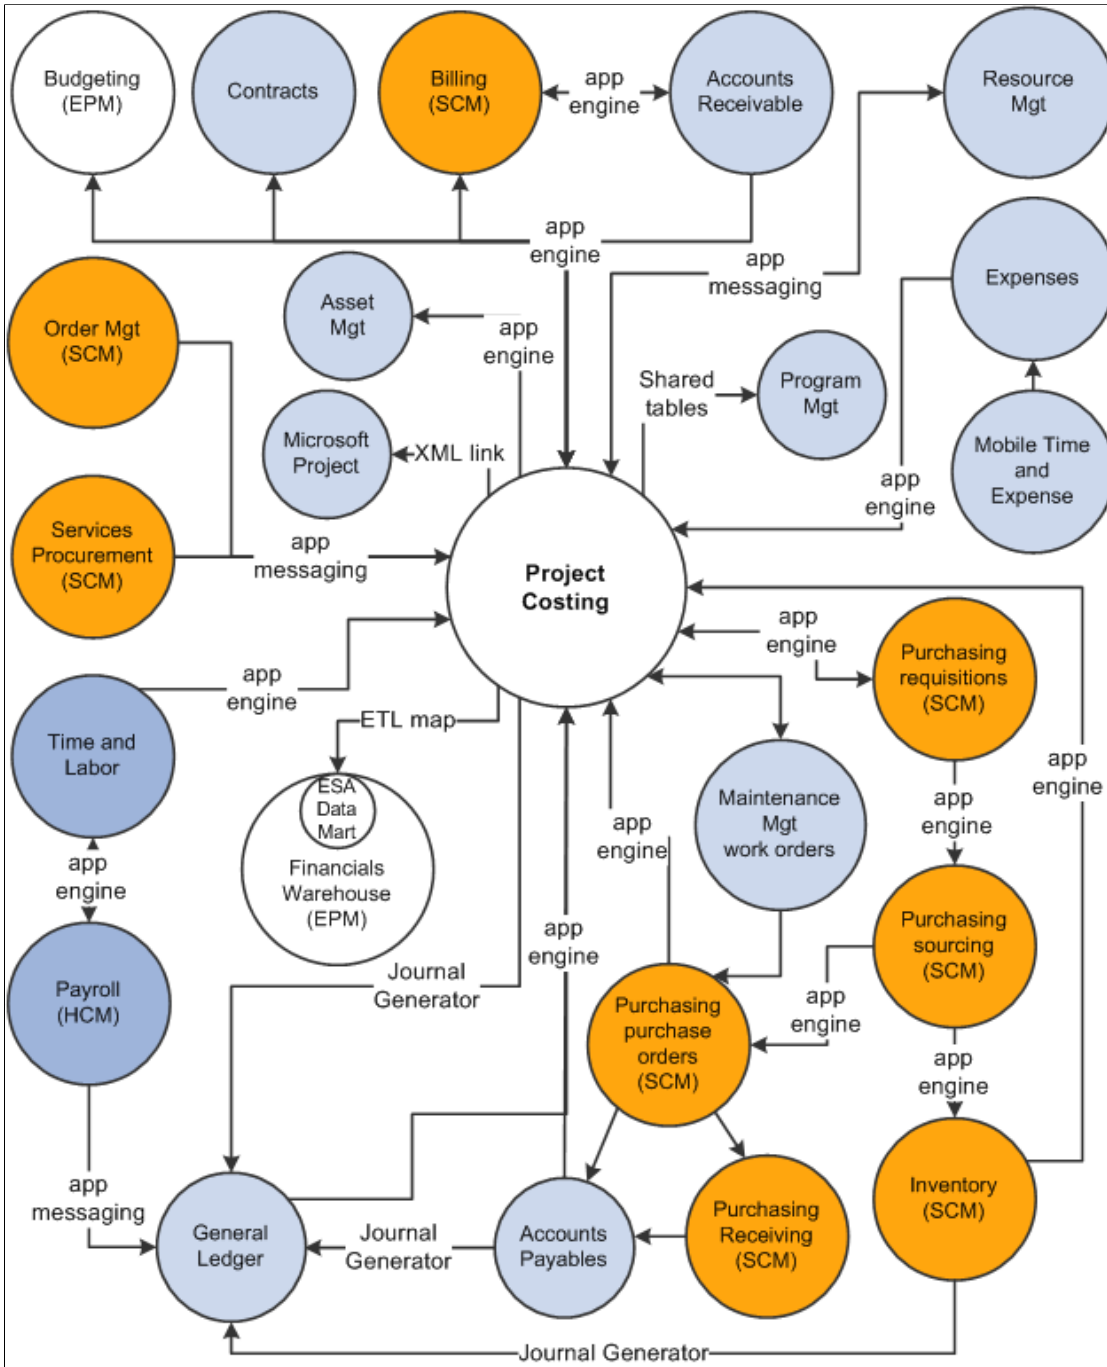 Budgeting
(EPM)
Contracts
Billing
(SCM)
app
engine
Accounts
Receivable
Resource
Mgt
app
engine
app
messaging
Expenses
Asset
Mgt
app
engine
Order Mgt
(SCM)
Shared
tables
Program
Mgt
Microsoft
Project
XML link
Mobile Time
and
Expense
app
engine
Services
Procurement
(SCM)
app
messaging
Project
Costing
app
engine
Purchasing
requisitions
(SCM)
app
engine
Time and
Labor
ETL map
ESA
Data
Mart
Financials
Warehouse
(EPM)
app
engine
Maintenance
Mgt
work orders
app
engine
app
engine
app
engine
Payroll
(HCM)
Journal
Generator
app
engine
Purchasing
sourcing
(SCM)
app
engine
Purchasing
purchase
orders
(SCM)
app
engine
app
messaging
General
Ledger
Journal
Generator
Accounts
Payables
Purchasing
Receiving
(SCM)
Inventory
(SCM)
Journal Generator